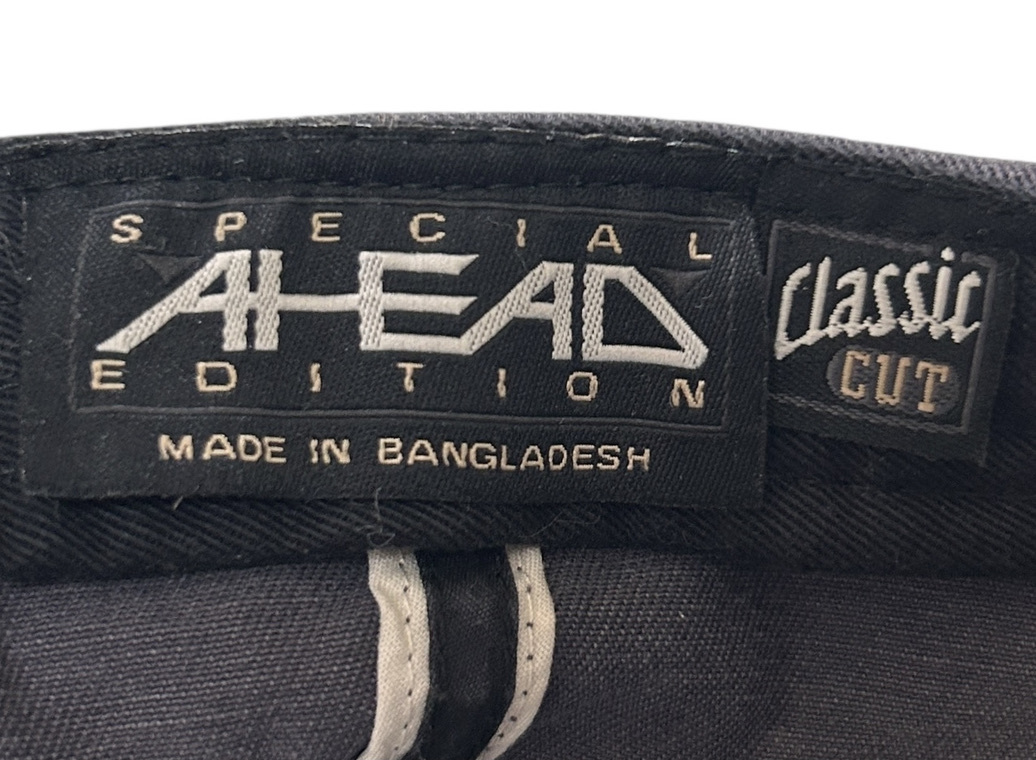 SPECIAL
AHEAD
EDITION
MADE IN BANGLADESH
Classic
CUT